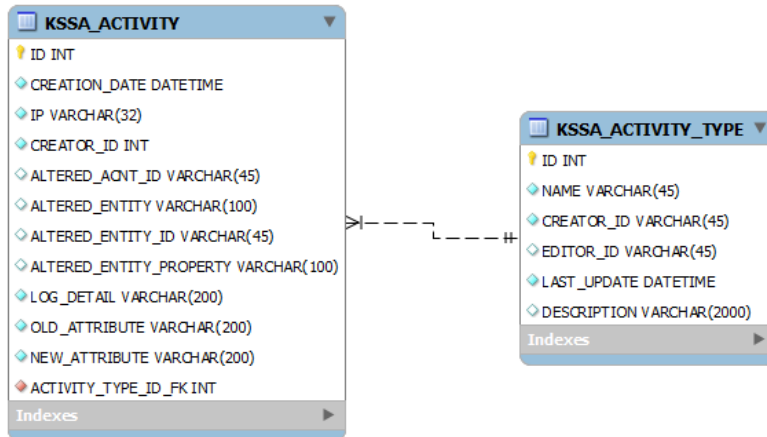 KSSA_ACTIVITY
ID INT
CREATION_DATE DATETIME
IP VARCHAR(32)
CREATOR_ID INT
ALTERED_ACNT_ID VARCHAR(45)
ALTERED_ENTITY VARCHAR(100)
ALTERED_ENTITY_ID VARCHAR(45)
ALTERED_ENTITY_PROPERTY VARCHAR(100)
LOG_DETAIL VARCHAR(200)
OLD_ATTRIBUTE VARCHAR(200)
NEW_ATTRIBUTE VARCHAR(200)
ACTIVITY_TYPE_ID_FK INT
Indexes
KSSA_ACTIVITY_TYPE
ID INT
NAME VARCHAR(45)
CREATOR_ID VARCHAR(45)
EDITOR_ID VARCHAR(45)
LAST_UPDATE DATETIME
DESCRIPTION VARCHAR(2000)
Indexes